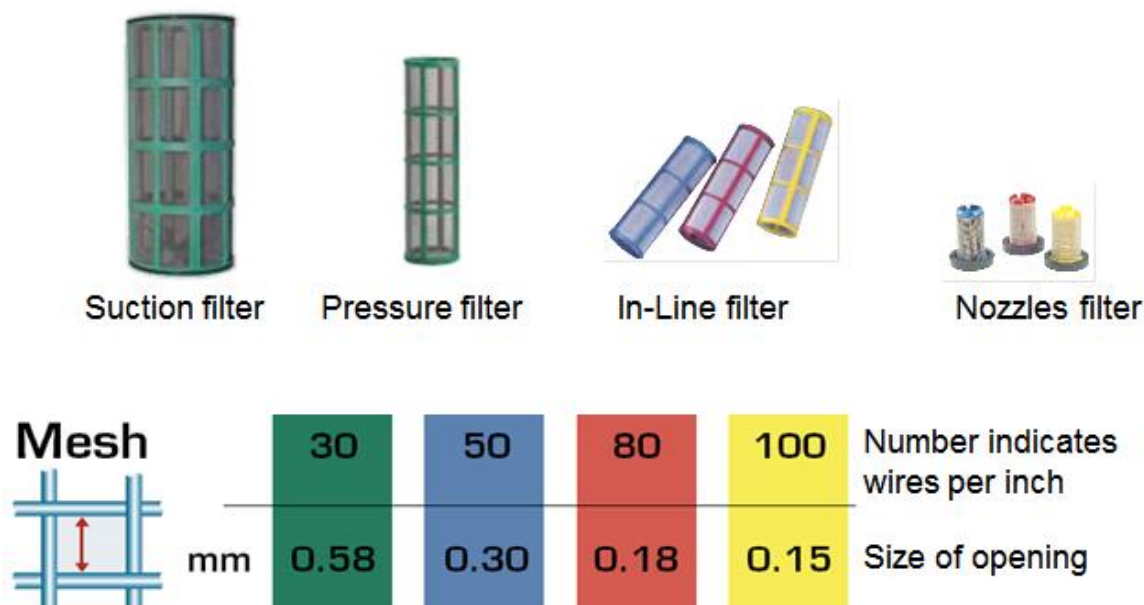 Suction filter
Pressure filter
In-Line filter
Nozzles filter
Mesh
30
50
80
100
Number indicates
wires per inch
mm
0.58
0.30
0.18
0.15
Size of opening